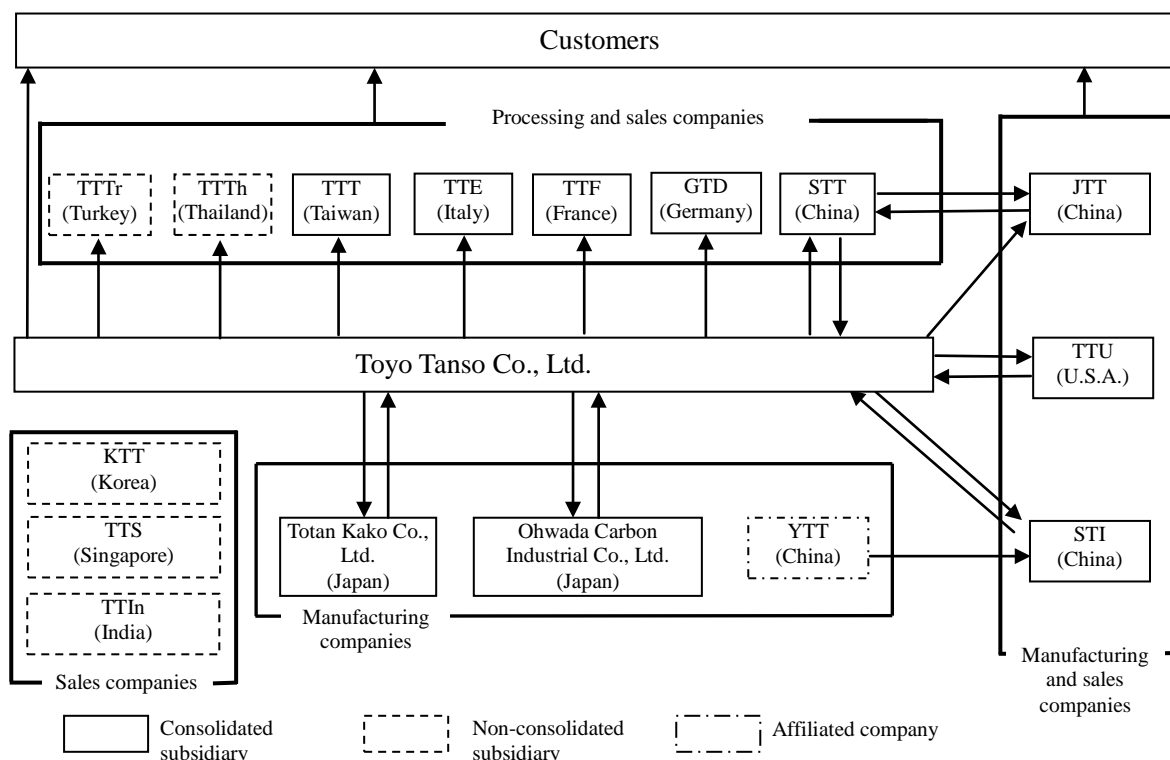 Customers
Processing and sales companies
TTTr
(Turkey)
TTTh
(Thailand)
TTT
(Taiwan)
TTE
(Italy)
TTF
(France)
GTD
(Germany)
STT
(China)
JTT
(China)
Toyo Tanso Co., Ltd.
TTU
(U.S.A.)
KTT
(Korea)
TTS
(Singapore)
TTIn
(India)
Sales companies
Totan Kako Co.,
Ltd.
(Japan)
Ohwada Carbon
Industrial Co., Ltd.
(Japan)
YTT
(China)
Manufacturing
companies
STI
(China)
Manufacturing
and sales
companies
Consolidated
subsidiary
Non-consolidated
subsidiary
Affiliated company